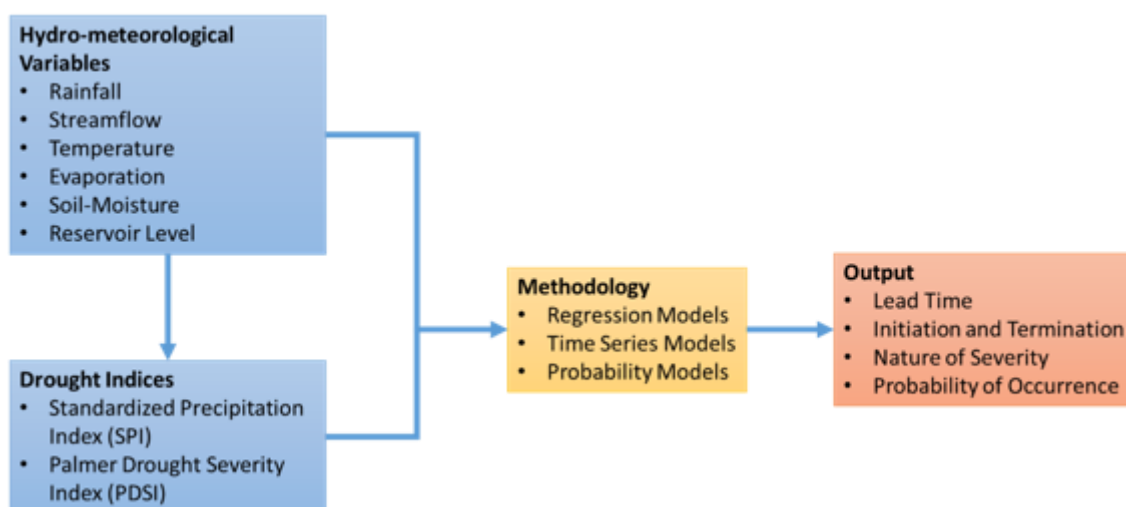 Hydro-meteorological
Variables
• Rainfall
• Streamflow
• Temperature
• Evaporation
• Soil-Moisture
• Reservoir Level
Drought Indices
• Standardized Precipitation
Index (SPI)
• Palmer Drought Severity
Index (PDSI)
Methodology
• Regression Models
• Time Series Models
• Probability Models
Output
• Lead Time
• Initiation and Termination
• Nature of Severity
• Probability of Occurrence